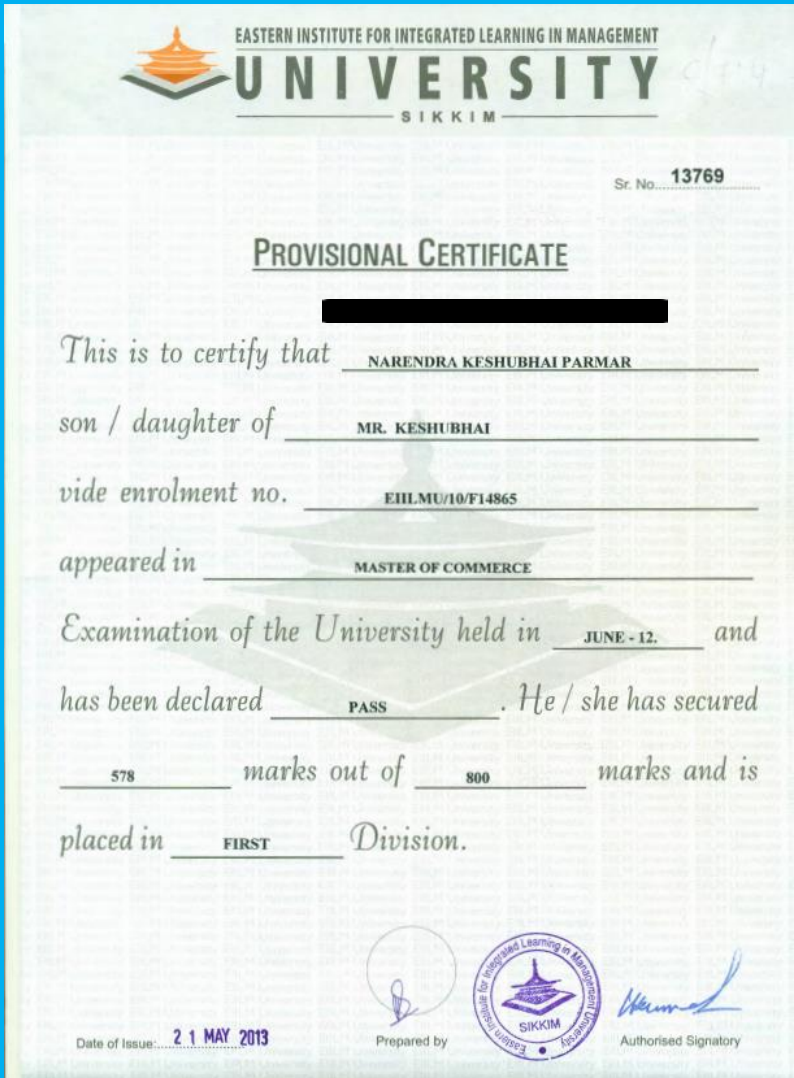 EASTERN INSTITUTE FOR INTEGRATED LEARNING IN MANAGEMENT
UNIVERSITY
SIKKIM
Sr. No. 13769
PROVISIONAL CERTIFICATE
This is to certify that NARENDRA KESHUBHAI PARMAR
son / daughter of MR. KESHUBHAI
vide enrolment no. EIILMU/10/F14865
appeared in MASTER OF COMMERCE
Examination of the University held in JUNE - 12. and
has been declared PASS. He / she has secured
578 marks out of 800 marks and is
placed in FIRST Division.
Eastern Institute for Integrated Learning in Management University
SIKKIM
Date of Issue: 21 MAY 2013 Prepared by Authorised Signatory